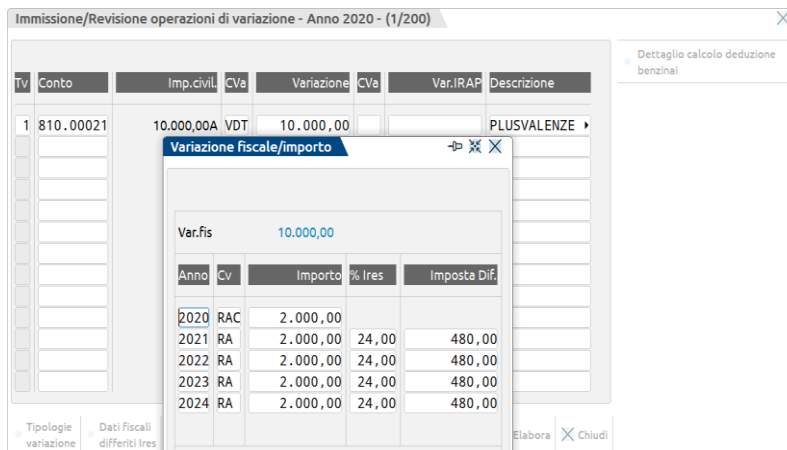 Immissione/Revisione operazioni di variazione - Anno 2020 - (1/200)
Dettaglio calcolo deduzione
benzinai
Tv Conto Imp.civil. CVa Variazione CVa Var.IRAP Descrizione
1 810.00021 10.000,00A VDT 10.000,00 PLUSVALENZE
Variazione fiscale/importo
Var.fis 10.000,00
Anno Cv Importo % Ires Imposta Dif.
2020 RAC 2.000,00
2021 RA 2.000,00 24,00 480,00
2022 RA 2.000,00 24,00 480,00
2023 RA 2.000,00 24,00 480,00
2024 RA 2.000,00 24,00 480,00
Tipologie
variazione
Dati fiscali
differiti Ires
Elabora
Chiudi